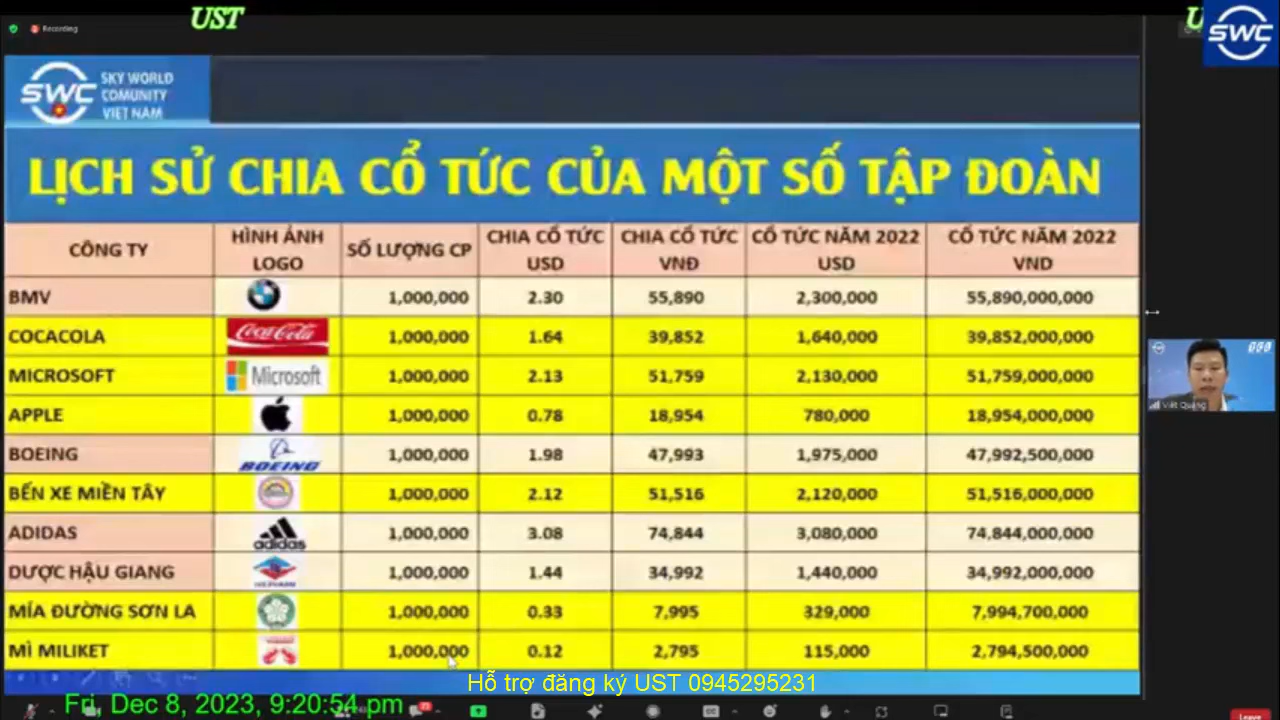 UST
U
Recording
SWC
SWC SKY WORLD
COMUNITY
VIET NAM
LỊCH SỬ CHIA CỔ TỨC CỦA MỘT SỐ TẬP ĐOÀN
CÔNG TY HÌNH ẢNH LOGO SỐ LƯỢNG CP CHIA CỔ TỨC USD CHIA CỔ TỨC VNĐ CỔ TỨC NĂM 2022 USD CỔ TỨC NĂM 2022 VND
BMV 1,000,000 2.30 55,890 2,300,000 55,890,000,000
COCACOLA Coca-Cola 1,000,000 1.64 39,852 1,640,000 39,852,000,000
MICROSOFT Microsoft 1,000,000 2.13 51,759 2,130,000 51,759,000,000
APPLE 1,000,000 0.78 18,954 780,000 18,954,000,000
BOEING BOEING 1,000,000 1.98 47,993 1,975,000 47,992,500,000
BẾN XE MIỀN TÂY 1,000,000 2.12 51,516 2,120,000 51,516,000,000
ADIDAS adidas 1,000,000 3.08 74,844 3,080,000 74,844,000,000
DƯỢC HẬU GIANG 1,000,000 1.44 34,992 1,440,000 34,992,000,000
MÍA ĐƯỜNG SƠN LA 1,000,000 0.33 7,995 329,000 7,994,700,000
MÌ MILIKET 1,000,000 0.12 2,795 115,000 2,794,500,000
SWC
Việt Quang
Hỗ trợ đăng ký UST 0945295231
Fri, Dec 8, 2023, 9:20:54 pm
Leave